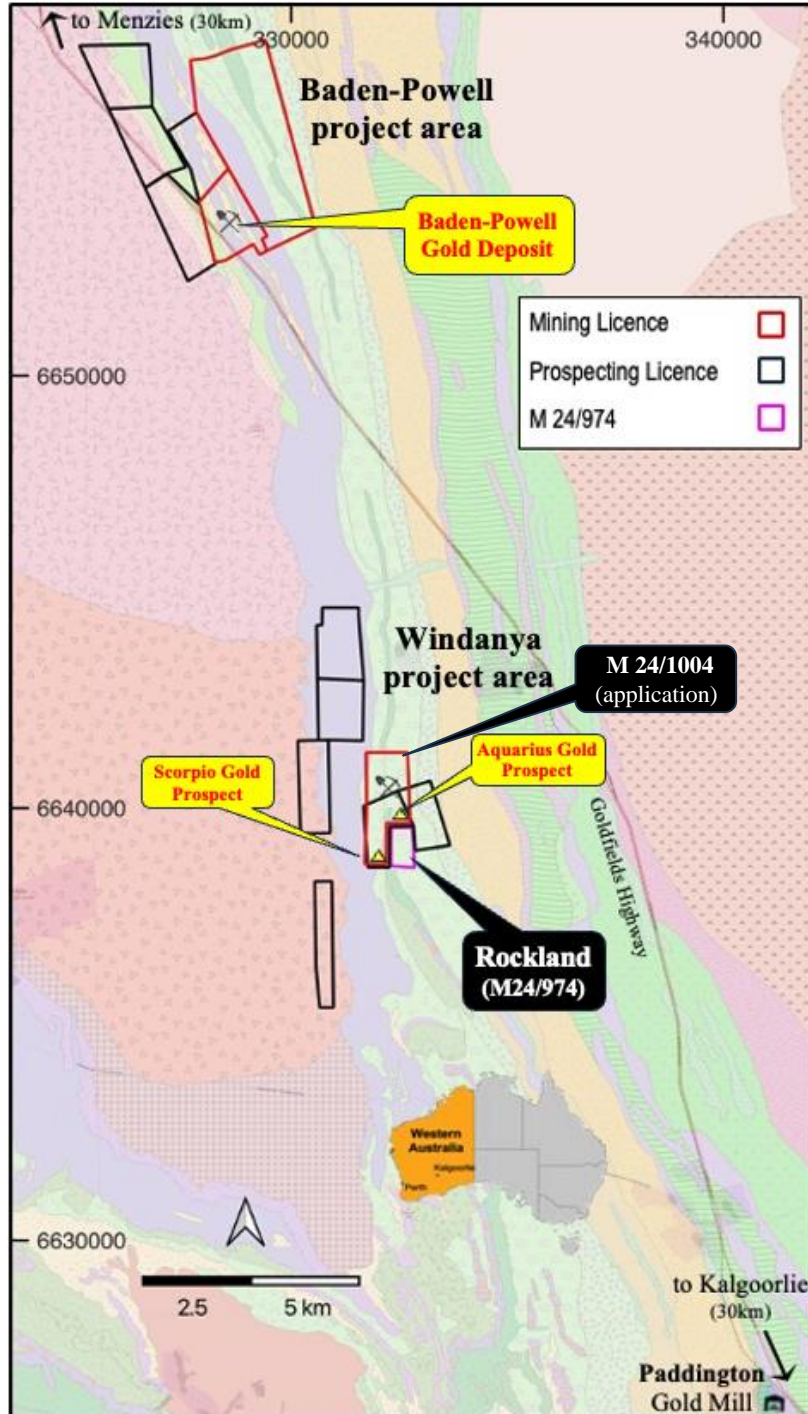 to Menzies (30km)
330000
340000
Baden-Powell
project area
Baden-Powell
Gold Deposit
Mining Licence
Prospecting Licence
M 24/974
6650000
Windanya
project area
M 24/1004
(application)
Scorpio Gold
Prospect
Aquarius Gold
Prospect
6640000
Goldfields Highway
Rockland
(M24/974)
Western
Australia
Kalgoorlie
Perth
6630000
2.5
5 km
to Kalgoorlie
(30km)
Paddington
Gold Mill